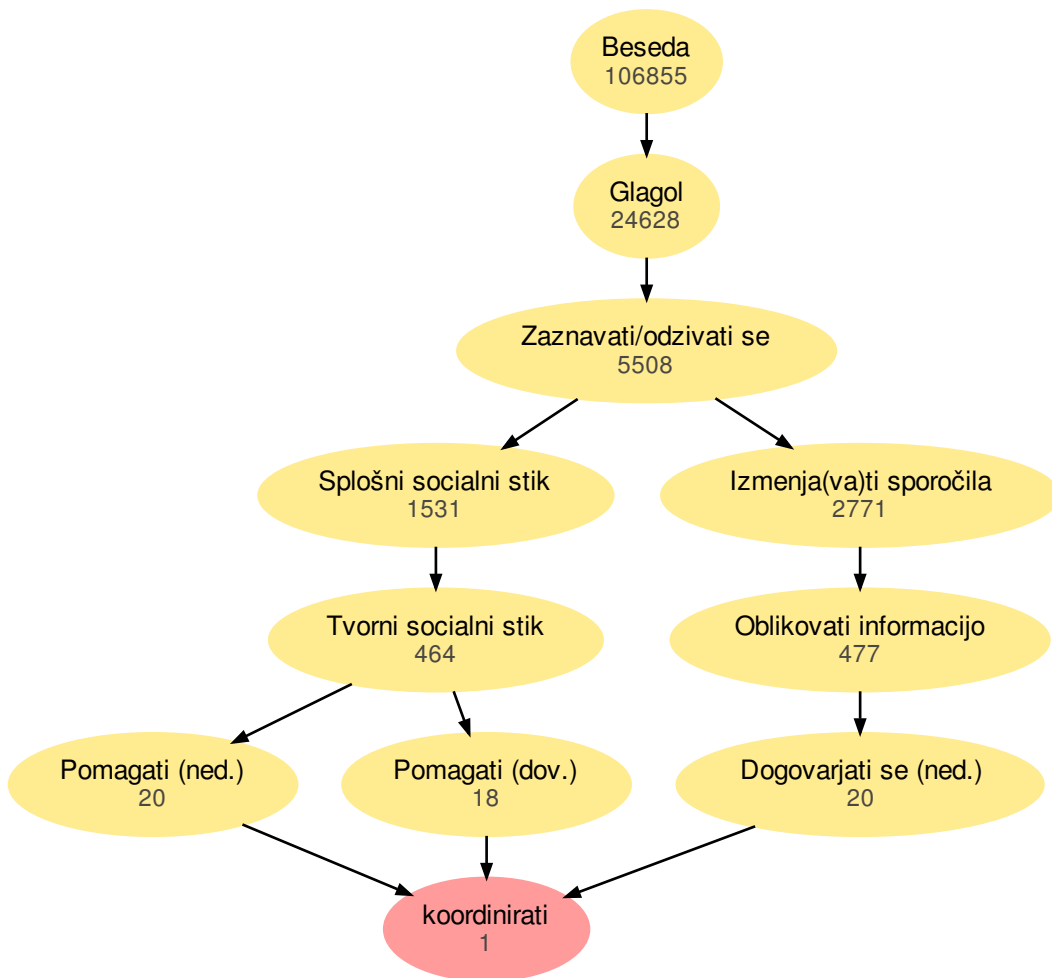 Beseda
106855
Glagol
24628
Zaznavati/odzivati se
5508
Splošni socialni stik
1531
Izmenja(va)ti sporočila
2771
Tvorni socialni stik
464
Oblikovati informacijo
477
Pomagati (ned.)
20
Pomagati (dov.)
18
Dogovarjati se (ned.)
20
koordinirati
1